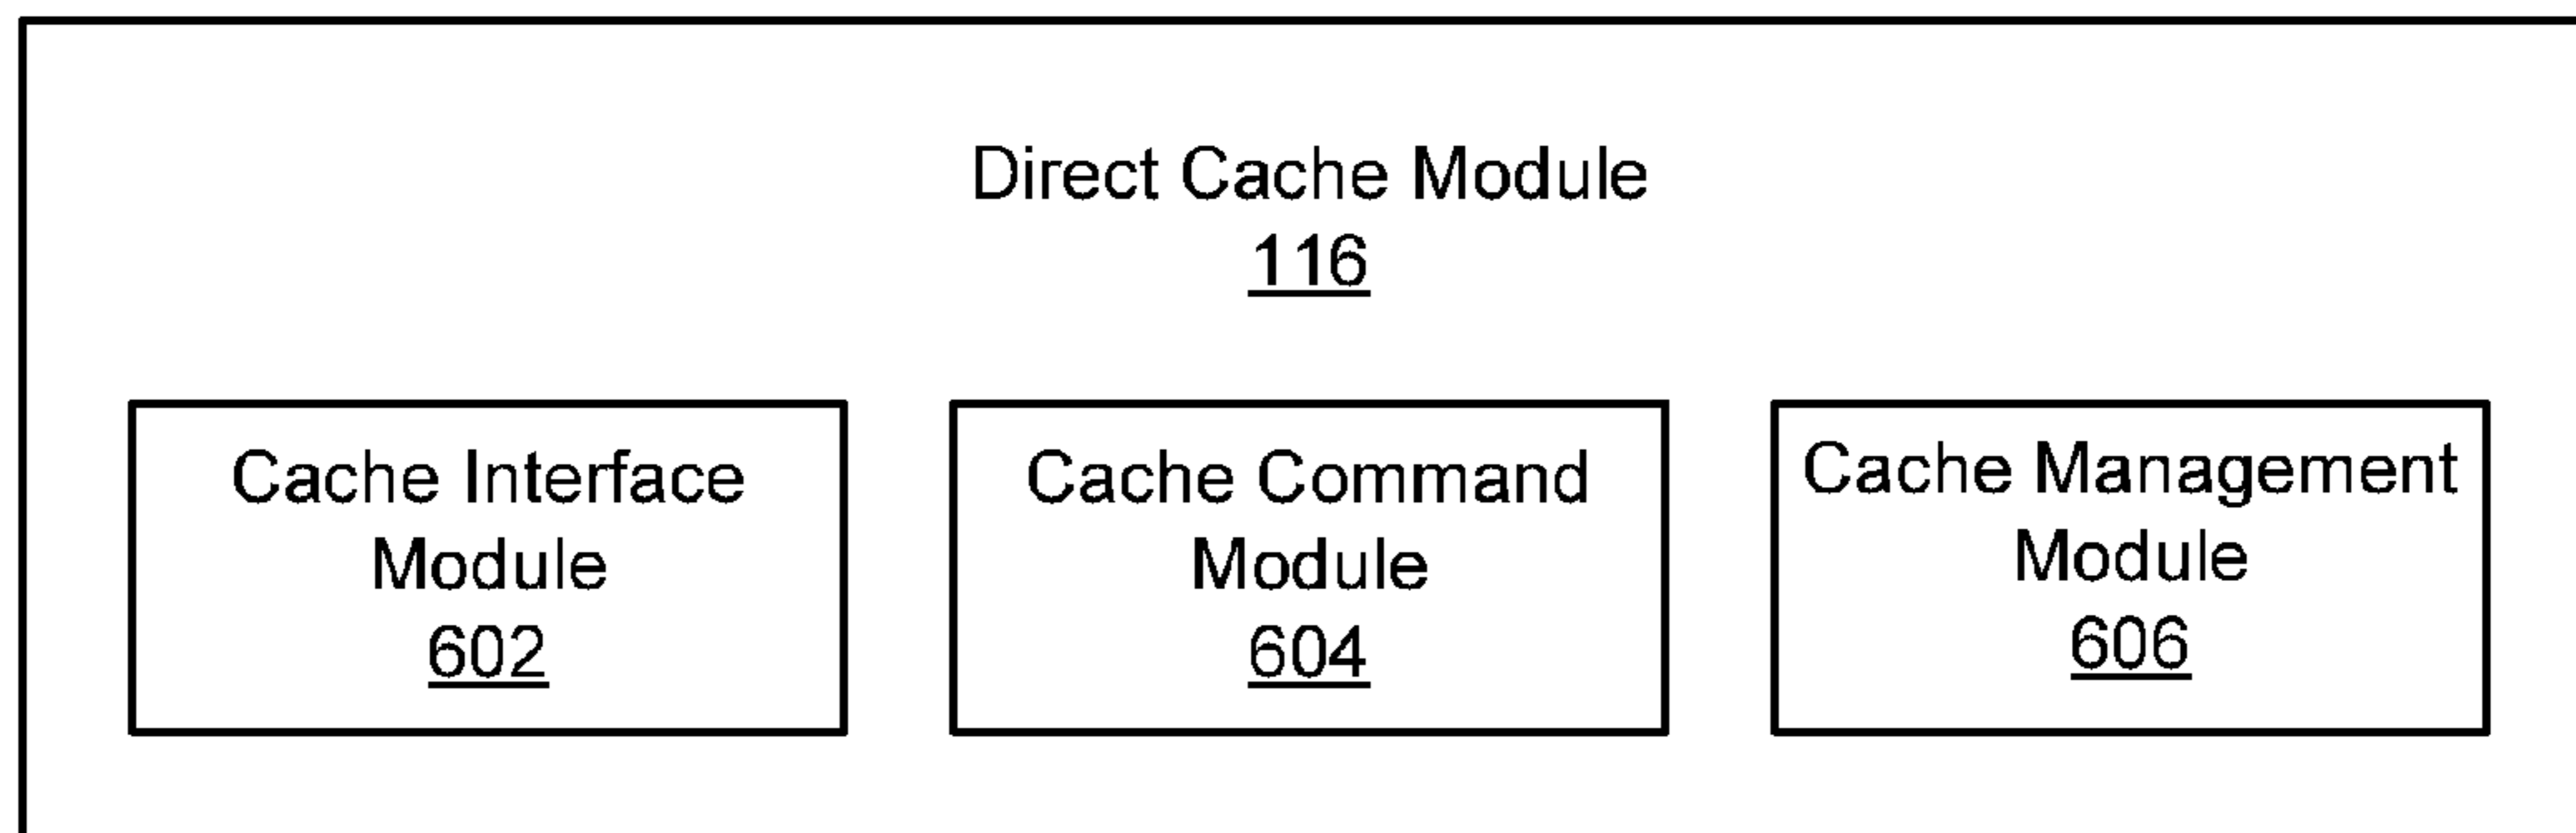 Direct Cache Module
116
Cache Interface
Module
602
Cache Command
Module
604
Cache Management
Module
606